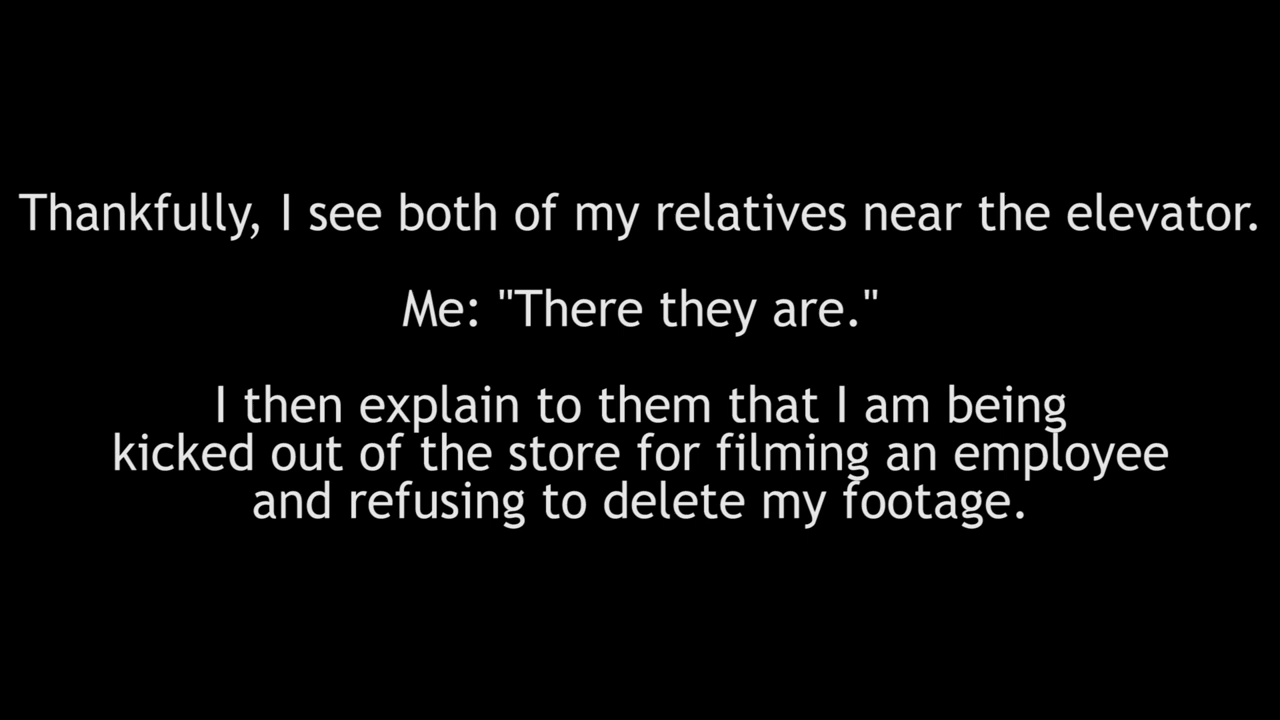 Thankfully, I see both of my relatives near the elevator.
Me: "There they are."
I then explain to them that I am being
kicked out of the store for filming an employee
and refusing to delete my footage.